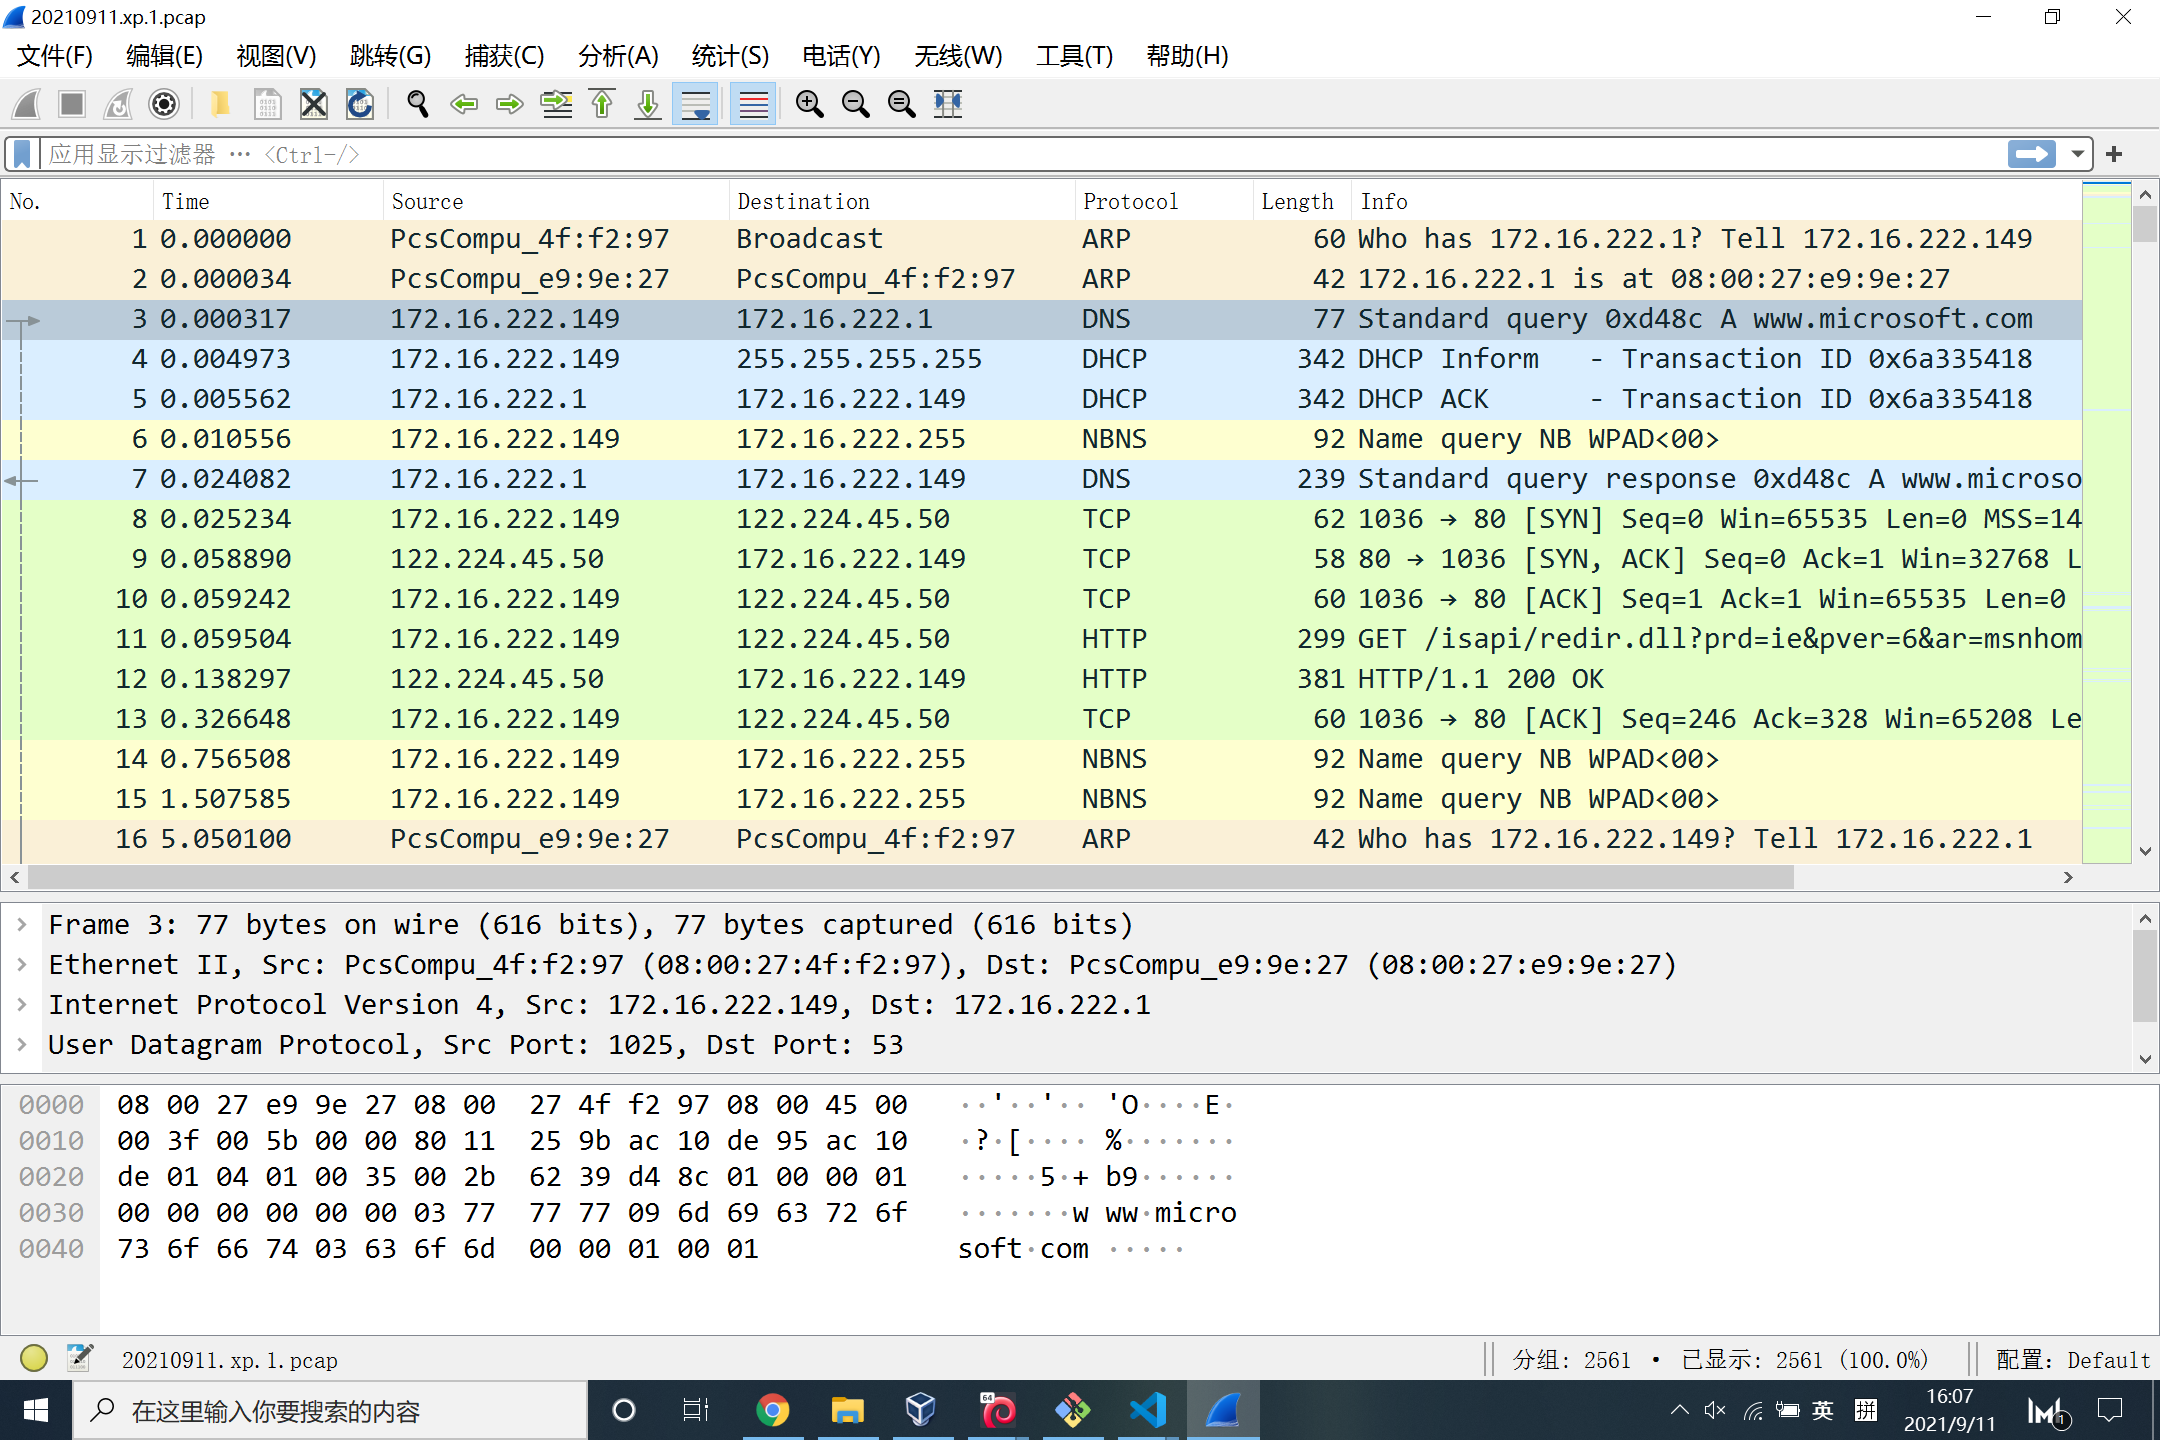 20210911.xp.1.pcap
文件(F) 编辑(E) 视图(V) 跳转(G) 捕获(C) 分析(A) 统计(S) 电话(Y) 无线(W) 工具(T) 帮助(H)
应用显示过滤器 … <Ctrl-/>
No. Time Source Destination Protocol Length Info
1 0.000000 PcsCompu_4f:f2:97 Broadcast ARP 60 Who has 172.16.222.1? Tell 172.16.222.149
2 0.000034 PcsCompu_e9:9e:27 PcsCompu_4f:f2:97 ARP 42 172.16.222.1 is at 08:00:27:e9:9e:27
3 0.000317 172.16.222.149 172.16.222.1 DNS 77 Standard query 0xd48c A www.microsoft.com
4 0.004973 172.16.222.149 255.255.255.255 DHCP 342 DHCP Inform - Transaction ID 0x6a335418
5 0.005562 172.16.222.1 172.16.222.149 DHCP 342 DHCP ACK - Transaction ID 0x6a335418
6 0.010556 172.16.222.149 172.16.222.255 NBNS 92 Name query NB WPAD<00>
7 0.024082 172.16.222.1 172.16.222.149 DNS 239 Standard query response 0xd48c A www.microso
8 0.025234 172.16.222.149 122.224.45.50 TCP 62 1036 → 80 [SYN] Seq=0 Win=65535 Len=0 MSS=14
9 0.058890 122.224.45.50 172.16.222.149 TCP 58 80 → 1036 [SYN, ACK] Seq=0 Ack=1 Win=32768 L
10 0.059242 172.16.222.149 122.224.45.50 TCP 60 1036 → 80 [ACK] Seq=1 Ack=1 Win=65535 Len=0
11 0.059504 172.16.222.149 122.224.45.50 HTTP 299 GET /isapi/redir.dll?prd=ie&pver=6&ar=msnhom
12 0.138297 122.224.45.50 172.16.222.149 HTTP 381 HTTP/1.1 200 OK
13 0.326648 172.16.222.149 122.224.45.50 TCP 60 1036 → 80 [ACK] Seq=246 Ack=328 Win=65208 Le
14 0.756508 172.16.222.149 172.16.222.255 NBNS 92 Name query NB WPAD<00>
15 1.507585 172.16.222.149 172.16.222.255 NBNS 92 Name query NB WPAD<00>
16 5.050100 PcsCompu_e9:9e:27 PcsCompu_4f:f2:97 ARP 42 Who has 172.16.222.149? Tell 172.16.222.1
Frame 3: 77 bytes on wire (616 bits), 77 bytes captured (616 bits)
Ethernet II, Src: PcsCompu_4f:f2:97 (08:00:27:4f:f2:97), Dst: PcsCompu_e9:9e:27 (08:00:27:e9:9e:27)
Internet Protocol Version 4, Src: 172.16.222.149, Dst: 172.16.222.1
User Datagram Protocol, Src Port: 1025, Dst Port: 53
0000 08 00 27 e9 9e 27 08 00 27 4f f2 97 08 00 45 00 ··'··'·· 'O····E·
0010 00 3f 00 5b 00 00 80 11 25 9b ac 10 de 95 ac 10 ·?·[···· %·······
0020 de 01 04 01 00 35 00 2b 62 39 d4 8c 01 00 00 01 ·····5·+ b9······
0030 00 00 00 00 00 00 03 77 77 77 09 6d 69 63 72 6f ·······w ww·micro
0040 73 6f 66 74 03 63 6f 6d 00 00 01 00 01 soft·com ·····
20210911.xp.1.pcap 分组: 2561 · 已显示: 2561 (100.0%) 配置: Default
在这里输入你要搜索的内容 64 英 拼 16:07 1
2021/9/11